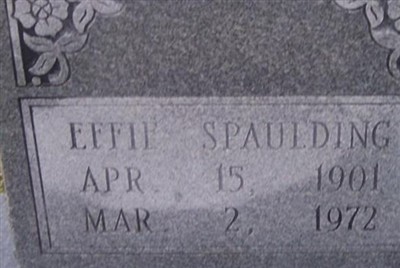 EFFIE SPAULDING
APR. 15, 1901
MAR. 2, 1972